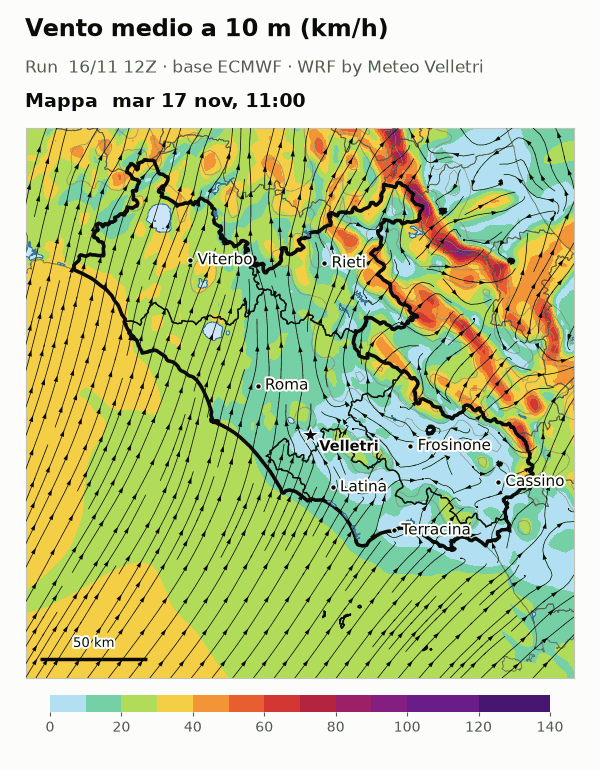 Vento medio a 10 m (km/h)
Run  16/11 12Z · base ECMWF · WRF by Meteo Velletri
Mappa  mar 17 nov, 11:00
Viterbo
Rieti
Roma
Velletri
Frosinone
Cassino
Latina
Terracina
50 km
0 20 40 60 80 100 120 140